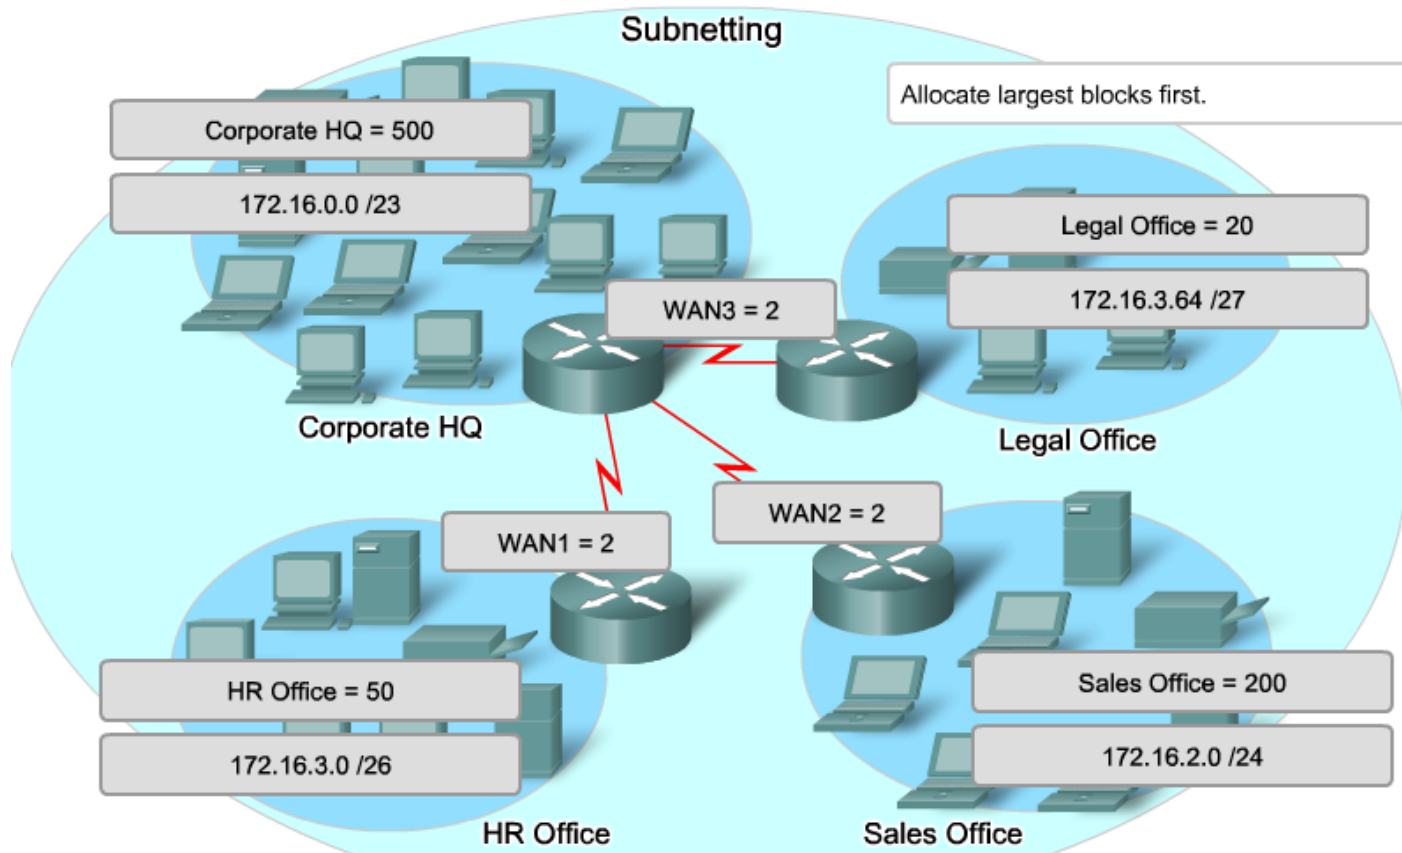 Subnetting
Allocate largest blocks first.
Corporate HQ = 500
172.16.0.0 /23
Legal Office = 20
172.16.3.64 /27
WAN3 = 2
Corporate HQ
Legal Office
WAN1 = 2
WAN2 = 2
HR Office = 50
172.16.3.0 /26
Sales Office = 200
172.16.2.0 /24
HR Office
Sales Office